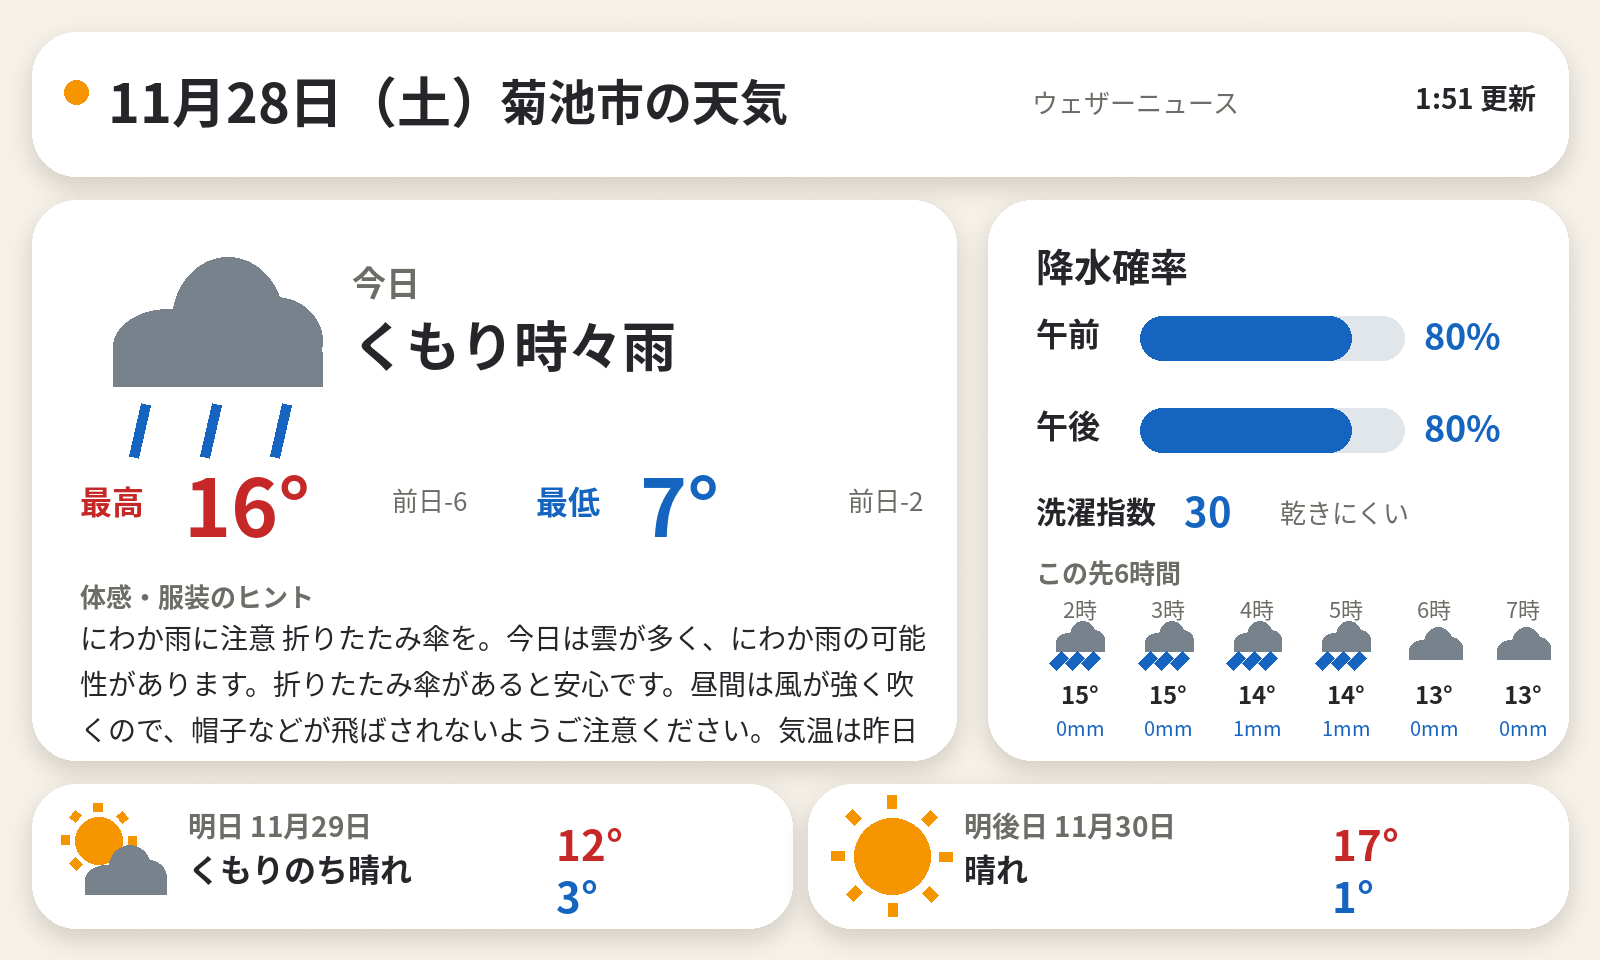 11月28日（土）菊池市の天気
ウェザーニュース
1:51 更新
今日
くもり時々雨
最高 16° 前日-6 最低 7° 前日-2
体感・服装のヒント
にわか雨に注意 折りたたみ傘を。今日は雲が多く、にわか雨の可能
性があります。折りたたみ傘があると安心です。昼間は風が強く吹
くので、帽子などが飛ばされないようご注意ください。気温は昨日
降水確率
午前 80%
午後 80%
洗濯指数 30 乾きにくい
この先6時間
2時 3時 4時 5時 6時 7時
15° 15° 14° 14° 13° 13°
0mm 0mm 1mm 1mm 0mm 0mm
明日 11月29日
くもりのち晴れ
12°
3°
明後日 11月30日
晴れ
17°
1°